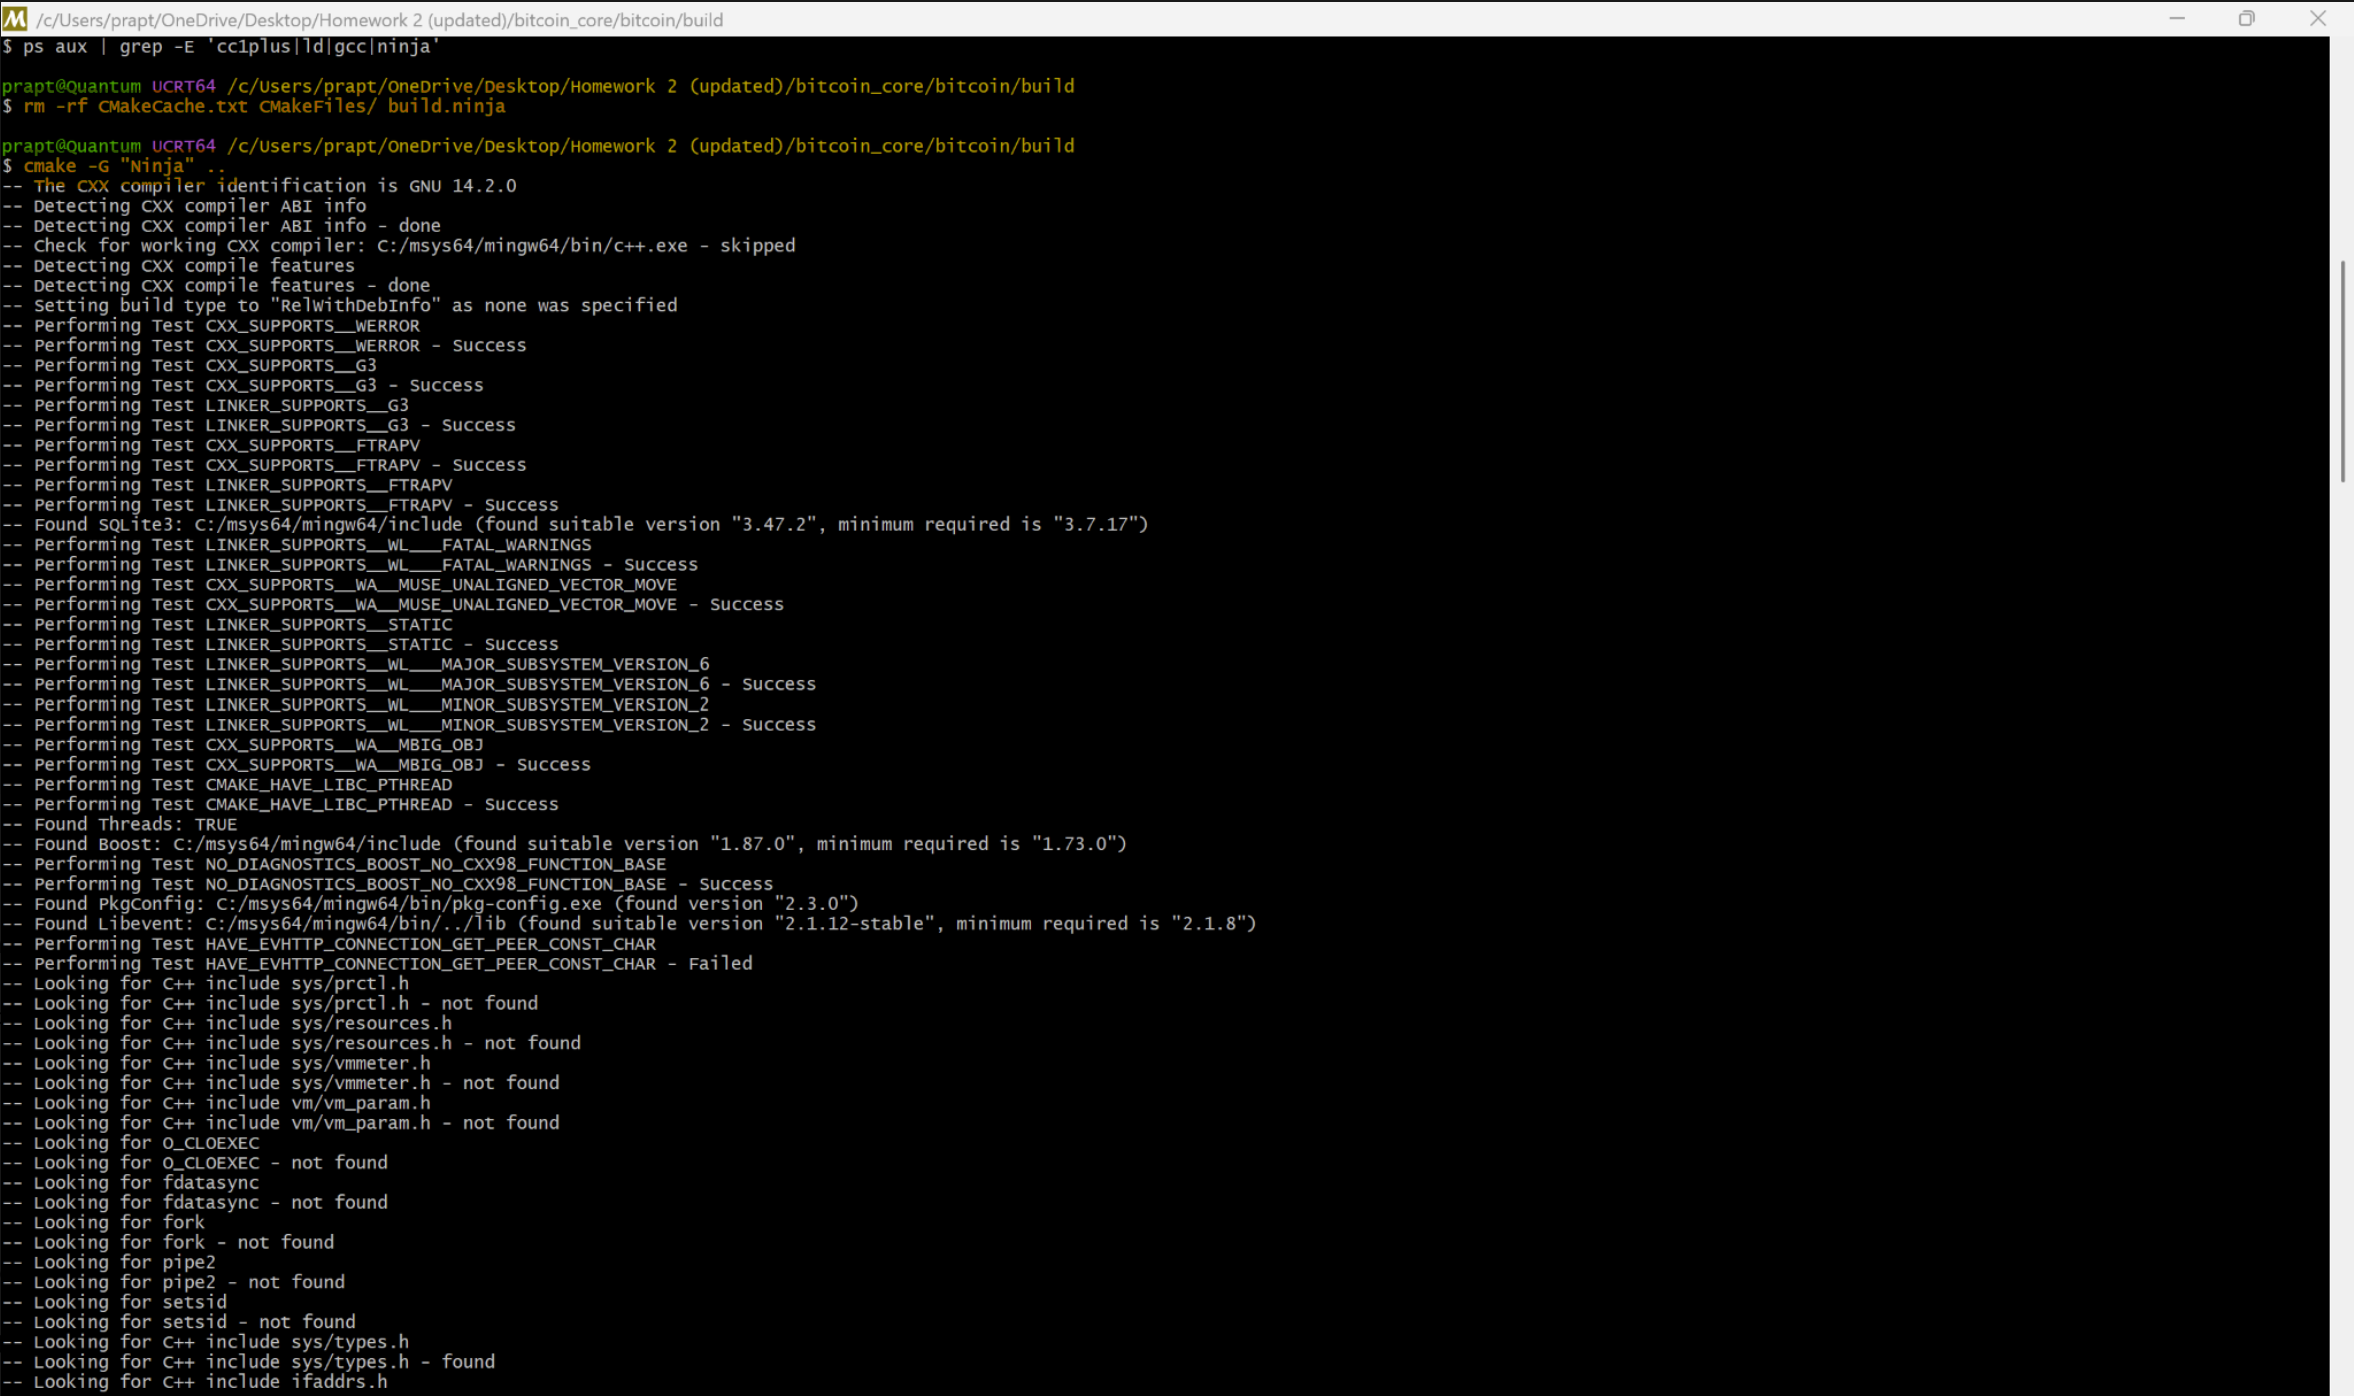 /c/Users/prapt/OneDrive/Desktop/Homework 2 (updated)/bitcoin_core/bitcoin/build
$ ps aux | grep -E 'cc1plus|ld|gcc|ninja'
prapt@Quantum UCRT64 /c/Users/prapt/OneDrive/Desktop/Homework 2 (updated)/bitcoin_core/bitcoin/build
$ rm -rf CMakeCache.txt CMakeFiles/ build.ninja
prapt@Quantum UCRT64 /c/Users/prapt/OneDrive/Desktop/Homework 2 (updated)/bitcoin_core/bitcoin/build
$ cmake -G "Ninja" ..
-- The CXX compiler identification is GNU 14.2.0
-- Detecting CXX compiler ABI info
-- Detecting CXX compiler ABI info - done
-- Check for working CXX compiler: C:/msys64/mingw64/bin/c++.exe - skipped
-- Detecting CXX compile features
-- Detecting CXX compile features - done
-- Setting build type to "RelWithDebInfo" as none was specified
-- Performing Test CXX_SUPPORTS__WERROR
-- Performing Test CXX_SUPPORTS__WERROR - Success
-- Performing Test CXX_SUPPORTS__G3
-- Performing Test CXX_SUPPORTS__G3 - Success
-- Performing Test LINKER_SUPPORTS__G3
-- Performing Test LINKER_SUPPORTS__G3 - Success
-- Performing Test CXX_SUPPORTS__FTRAPV
-- Performing Test CXX_SUPPORTS__FTRAPV - Success
-- Performing Test LINKER_SUPPORTS__FTRAPV
-- Performing Test LINKER_SUPPORTS__FTRAPV - Success
-- Found SQLite3: C:/msys64/mingw64/include (found suitable version "3.47.2", minimum required is "3.7.17")
-- Performing Test LINKER_SUPPORTS__WL___FATAL_WARNINGS
-- Performing Test LINKER_SUPPORTS__WL___FATAL_WARNINGS - Success
-- Performing Test CXX_SUPPORTS__WA__MUSE_UNALIGNED_VECTOR_MOVE
-- Performing Test CXX_SUPPORTS__WA__MUSE_UNALIGNED_VECTOR_MOVE - Success
-- Performing Test LINKER_SUPPORTS__STATIC
-- Performing Test LINKER_SUPPORTS__STATIC - Success
-- Performing Test LINKER_SUPPORTS__WL___MAJOR_SUBSYSTEM_VERSION_6
-- Performing Test LINKER_SUPPORTS__WL___MAJOR_SUBSYSTEM_VERSION_6 - Success
-- Performing Test LINKER_SUPPORTS__WL___MINOR_SUBSYSTEM_VERSION_2
-- Performing Test LINKER_SUPPORTS__WL___MINOR_SUBSYSTEM_VERSION_2 - Success
-- Performing Test CXX_SUPPORTS__WA__MBIG_OBJ
-- Performing Test CXX_SUPPORTS__WA__MBIG_OBJ - Success
-- Performing Test CMAKE_HAVE_LIBC_PTHREAD
-- Performing Test CMAKE_HAVE_LIBC_PTHREAD - Success
-- Found Threads: TRUE
-- Found Boost: C:/msys64/mingw64/include (found suitable version "1.87.0", minimum required is "1.73.0")
-- Performing Test NO_DIAGNOSTICS_BOOST_NO_CXX98_FUNCTION_BASE
-- Performing Test NO_DIAGNOSTICS_BOOST_NO_CXX98_FUNCTION_BASE - Success
-- Found PkgConfig: C:/msys64/mingw64/bin/pkg-config.exe (found version "2.3.0")
-- Found Libevent: C:/msys64/mingw64/bin/../lib (found suitable version "2.1.12-stable", minimum required is "2.1.8")
-- Performing Test HAVE_EVHTTP_CONNECTION_GET_PEER_CONST_CHAR
-- Performing Test HAVE_EVHTTP_CONNECTION_GET_PEER_CONST_CHAR - Failed
-- Looking for C++ include sys/prctl.h
-- Looking for C++ include sys/prctl.h - not found
-- Looking for C++ include sys/resources.h
-- Looking for C++ include sys/resources.h - not found
-- Looking for C++ include sys/vmmeter.h
-- Looking for C++ include sys/vmmeter.h - not found
-- Looking for C++ include vm/vm_param.h
-- Looking for C++ include vm/vm_param.h - not found
-- Looking for O_CLOEXEC
-- Looking for O_CLOEXEC - not found
-- Looking for fdatasync
-- Looking for fdatasync - not found
-- Looking for fork
-- Looking for fork - not found
-- Looking for pipe2
-- Looking for pipe2 - not found
-- Looking for setsid
-- Looking for setsid - not found
-- Looking for C++ include sys/types.h
-- Looking for C++ include sys/types.h - found
-- Looking for C++ include ifaddrs.h